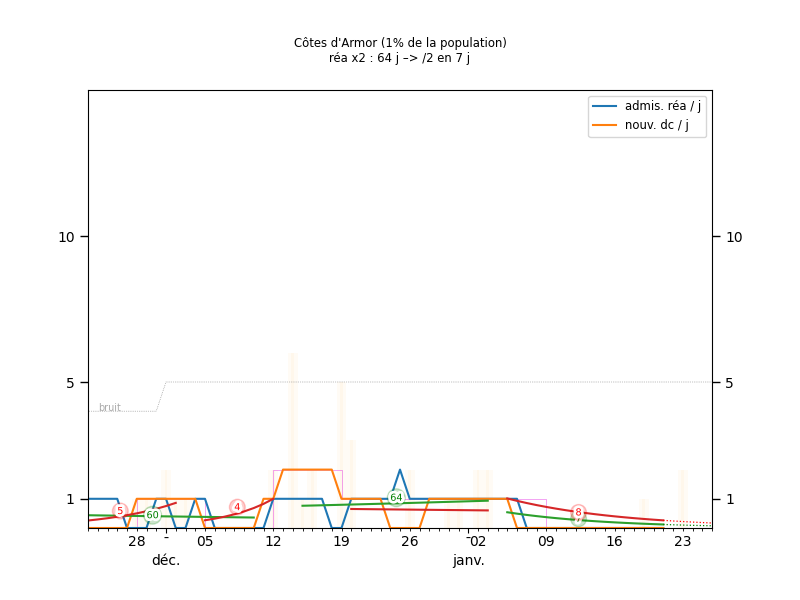 Côtes d'Armor (1% de la population)
réa x2 : 64 j –> /2 en 7 j
admis. réa / j
nouv. dc / j
10 10
5 5
bruit
1 1
5 60 4 64 8 7
28 - 05 12 19 26 -02 09 16 23
déc. janv.